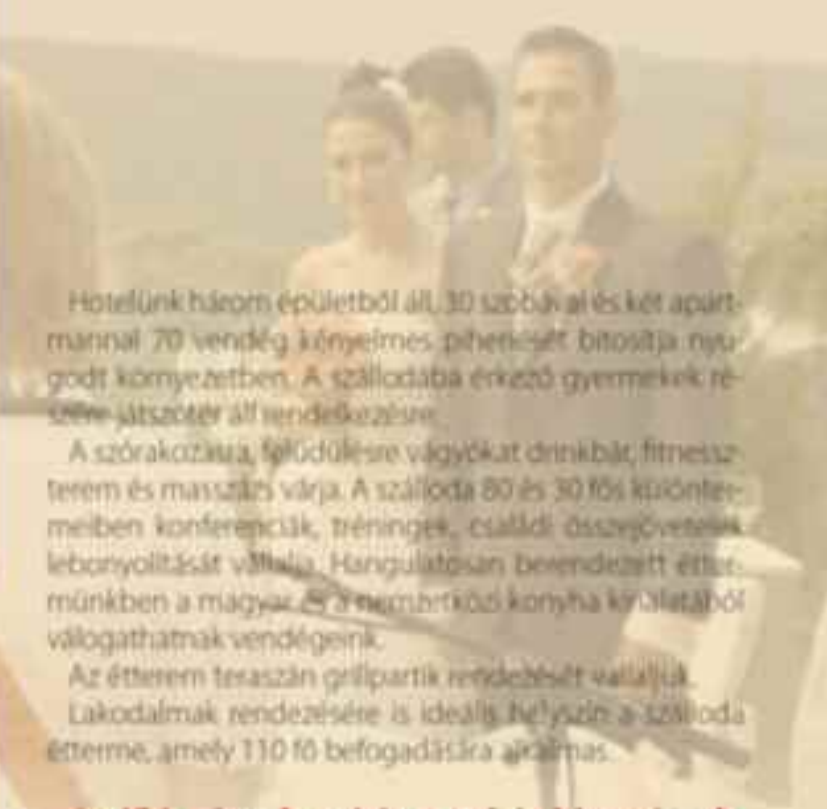 Hotelünk három épületből áll, 30 szobával és két apart-
mannal 70 vendég kényelmes pihenését bitosítja nyu-
godt környezetben. A szállodába érkező gyermekek ré-
szére játszótér áll rendelkezésre.
A szórakozásra, felüdülésre vágyókat drinkbár, fitnessz-
terem és masszázs várja. A szálloda 80 és 30 fős különter-
meiben konferenciák, tréningek, családi összejövetelek
lebonyolítását vállalja. Hangulatosan berendezett étter-
münkben a magyar és a nemzetközi konyha kínálatából
válogathatnak vendégeink.
Az étterem teraszán grillpartik rendezését vállaljuk.
Lakodalmak rendezésére is ideális helyszín a szálloda
étterme, amely 110 fő befogadására alkalmas.